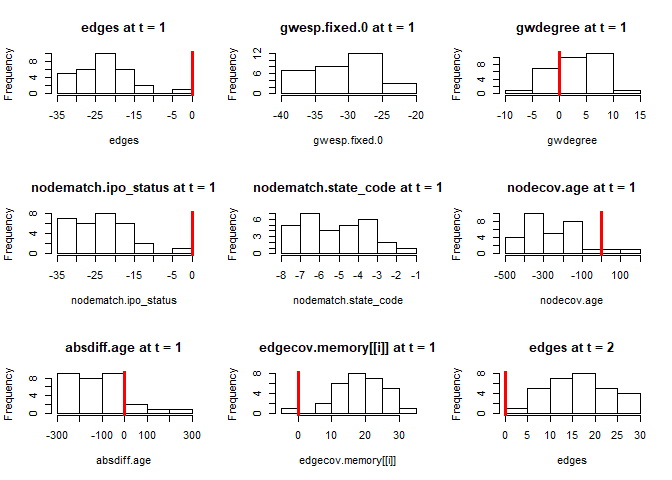 edges at t = 1
Frequency
0 4 8
-35 -25 -15 -5 0
edges
gwesp.fixed.0 at t = 1
Frequency
0 6 12
-40 -35 -30 -25 -20
gwesp.fixed.0
gwdegree at t = 1
Frequency
0 4 8
-10 -5 0 5 10 15
gwdegree
nodematch.ipo_status at t = 1
Frequency
0 4 8
-35 -25 -15 -5 0
nodematch.ipo_status
nodematch.state_code at t = 1
Frequency
0 3 6
-8 -7 -6 -5 -4 -3 -2 -1
nodematch.state_code
nodecov.age at t = 1
Frequency
0 4 8
-500 -300 -100 0 100
nodecov.age
absdiff.age at t = 1
Frequency
0 4 8
-300 -100 0 100 300
absdiff.age
edgecov.memory[[i]] at t = 1
Frequency
0 4 8
0 10 20 30
edgecov.memory[[i]]
edges at t = 2
Frequency
0 4 8
0 5 10 15 20 25 30
edges